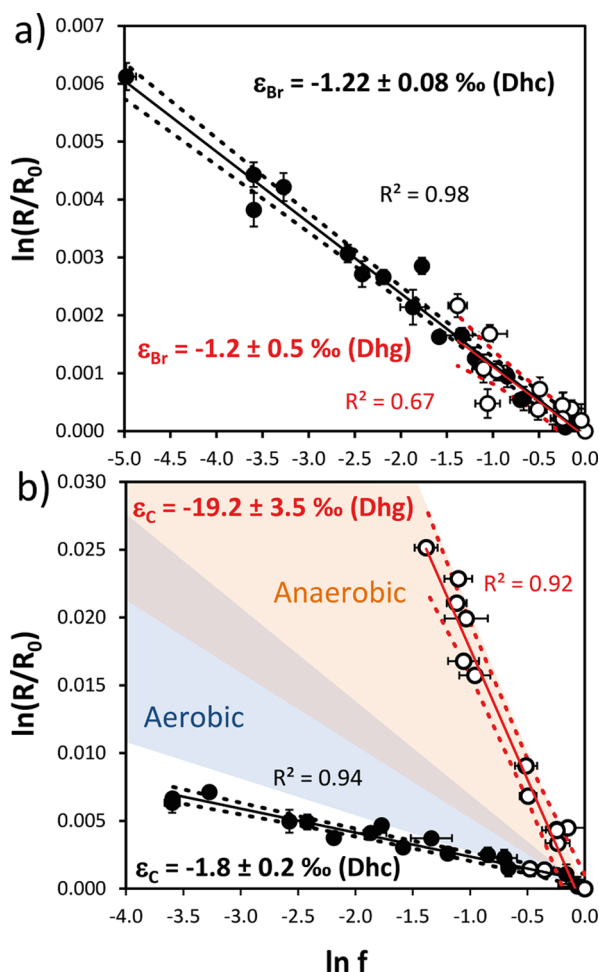 a)
0.007
0.006
0.005
0.004
0.003
0.002
0.001
0.000
ln(R/R₀)
εBr = -1.22 ± 0.08 ‰ (Dhc)
R² = 0.98
εBr = -1.2 ± 0.5 ‰ (Dhg)
R² = 0.67
-5.0 -4.5 -4.0 -3.5 -3.0 -2.5 -2.0 -1.5 -1.0 -0.5 0.0
b)
0.030
0.025
0.020
0.015
0.010
0.005
0.000
ln(R/R₀)
εC = -19.2 ± 3.5 ‰ (Dhg)
R² = 0.92
Anaerobic
Aerobic
R² = 0.94
εC = -1.8 ± 0.2 ‰ (Dhc)
-4.0 -3.5 -3.0 -2.5 -2.0 -1.5 -1.0 -0.5 0.0
ln f